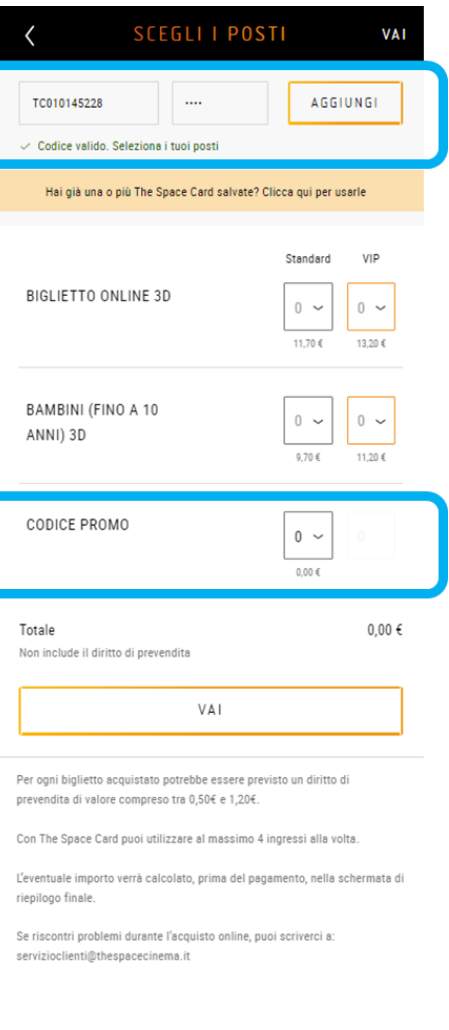 SCEGLI I POSTI
VAI
TC010145228
····
AGGIUNGI
Codice valido. Seleziona i tuoi posti
Hai già una o più The Space Card salvate? Clicca qui per usarle
Standard VIP
BIGLIETTO ONLINE 3D
0 0
11,70 € 13,20 €
BAMBINI (FINO A 10
ANNI) 3D
0 0
9,70 € 11,20 €
CODICE PROMO
0 0
0,00 €
Totale 0,00 €
Non include il diritto di prevendita
VAI
Per ogni biglietto acquistato potrebbe essere previsto un diritto di
prevendita di valore compreso tra 0,50€ e 1,20€.
Con The Space Card puoi utilizzare al massimo 4 ingressi alla volta.
L'eventuale importo verrà calcolato, prima del pagamento, nella schermata di
riepilogo finale.
Se riscontri problemi durante l'acquisto online, puoi scriverci a:
servizioclienti@thespacecinema.it